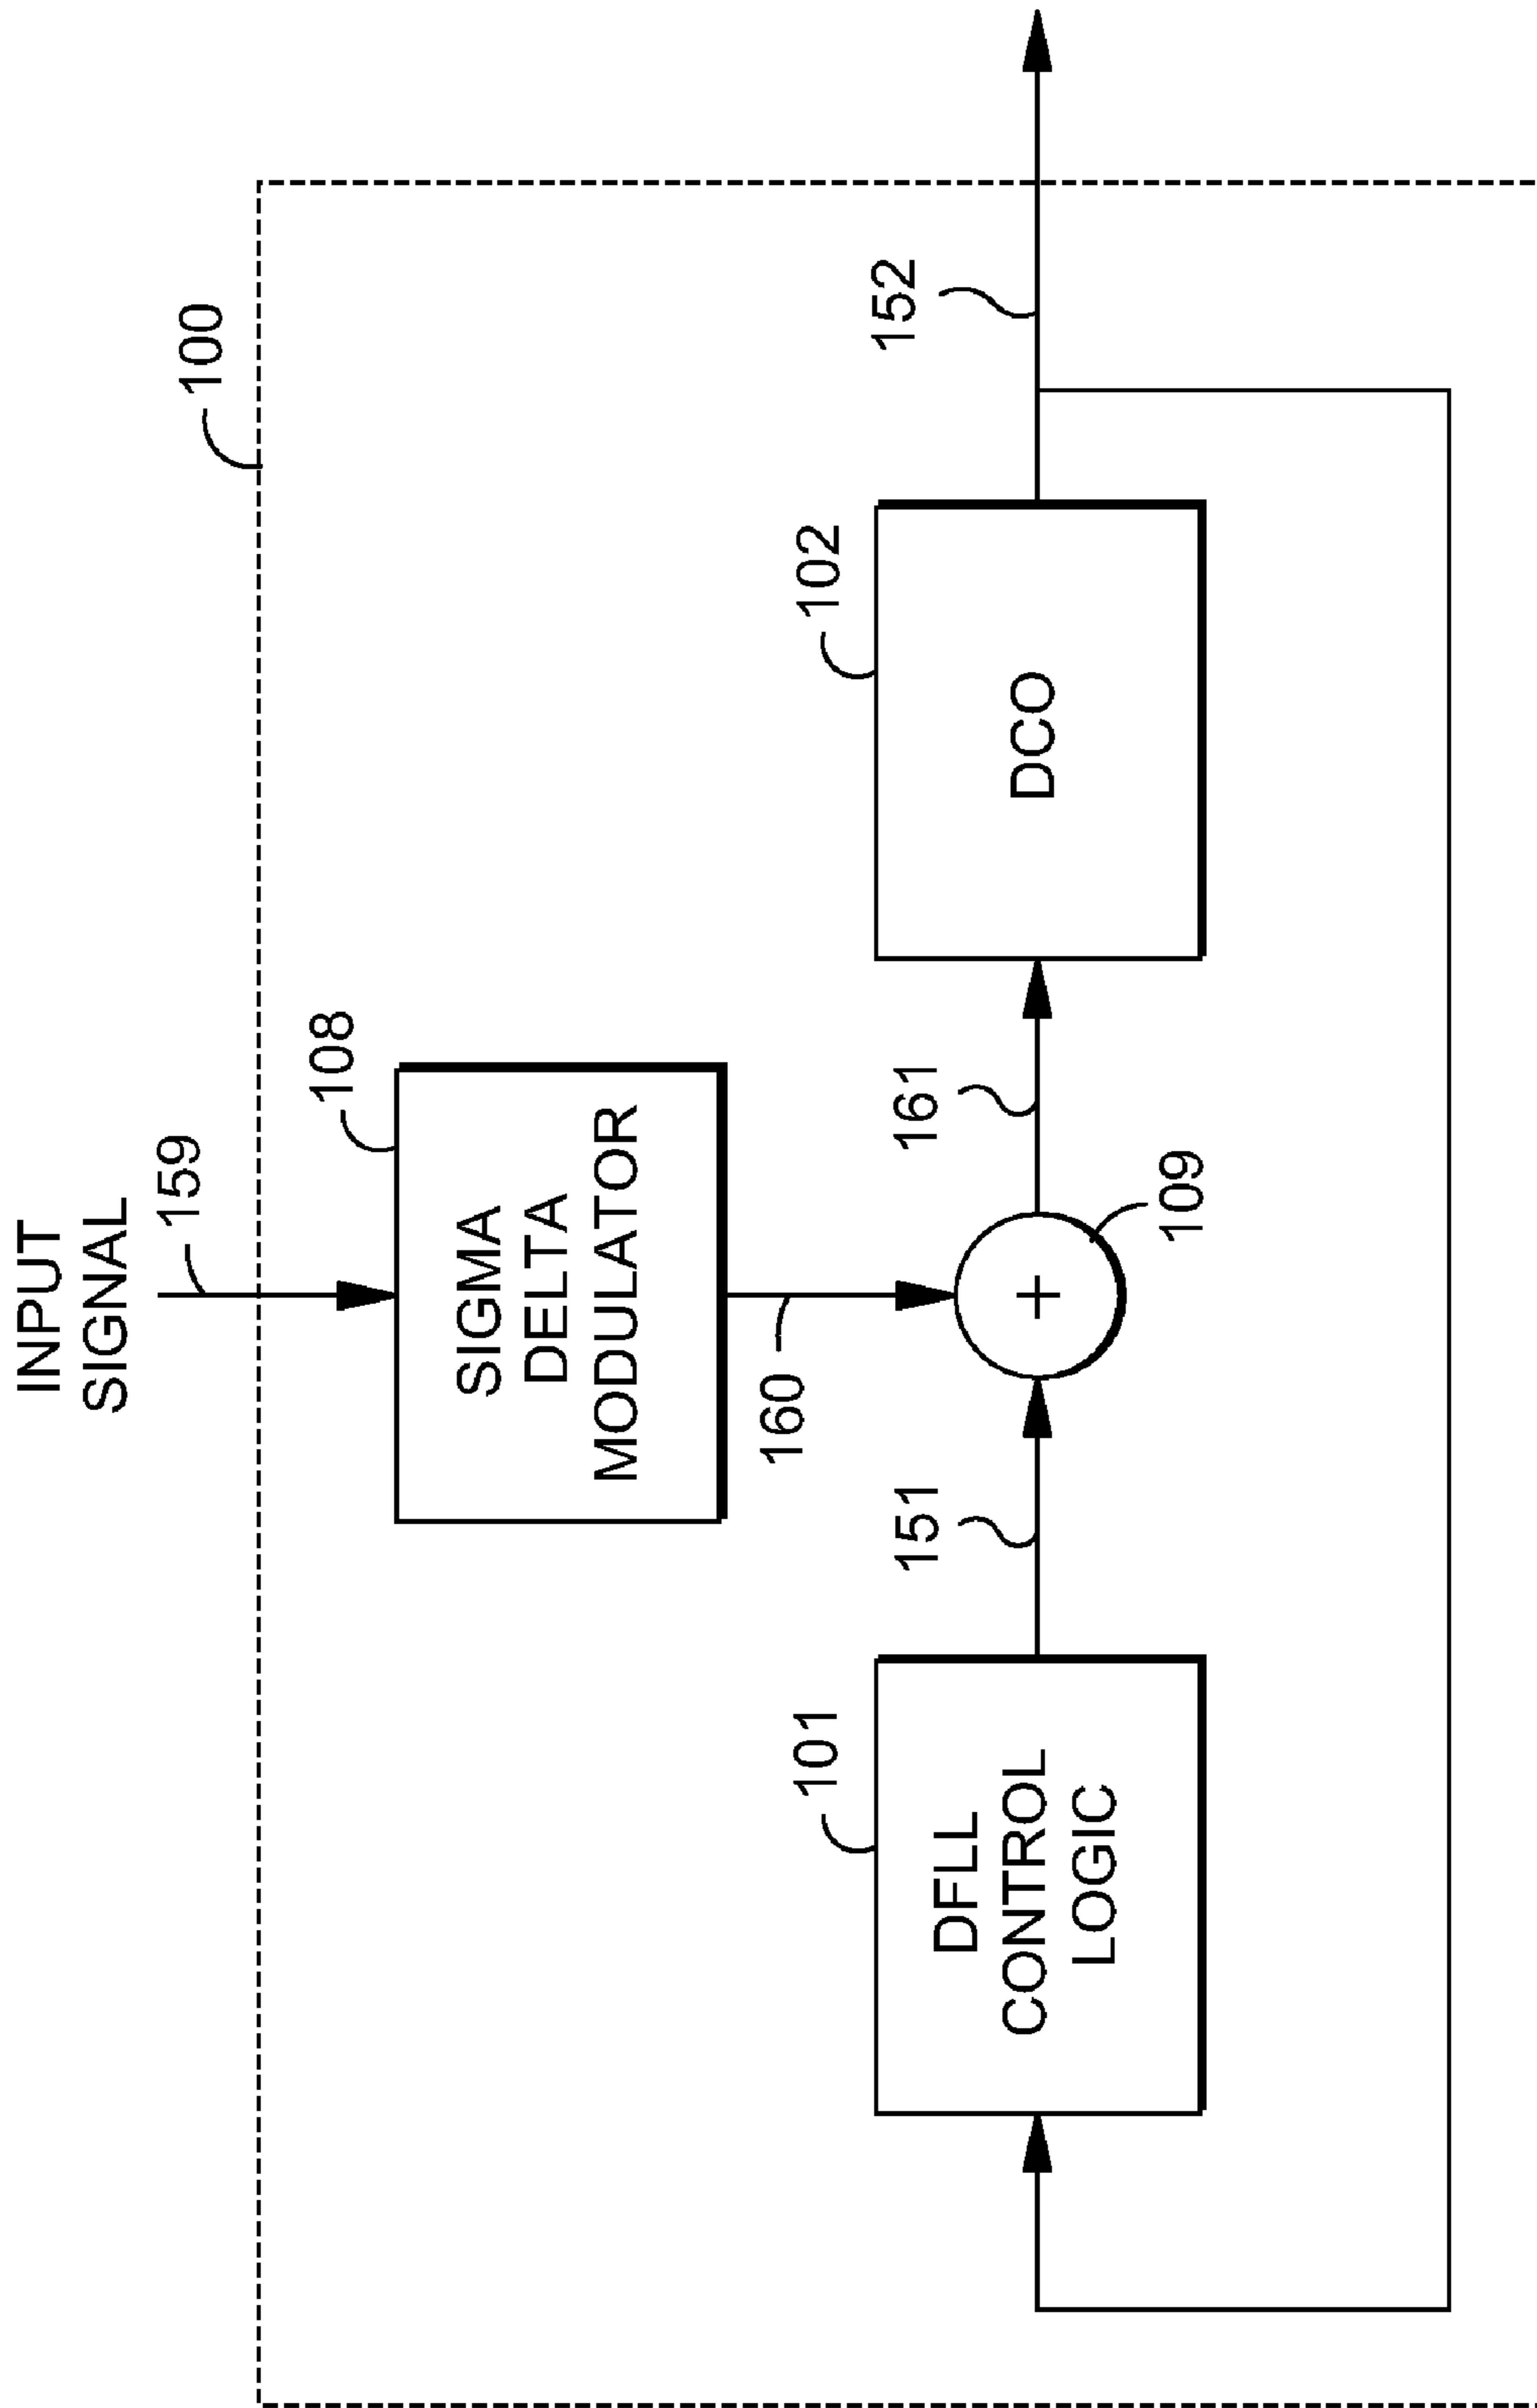 INPUT
SIGNAL
159
100
108
SIGMA
DELTA
MODULATOR
160
101
DFLL
CONTROL
LOGIC
151
+
109
161
102
DCO
152